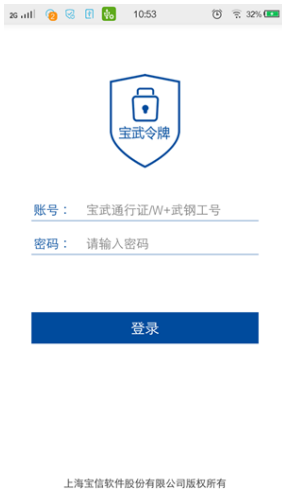 2G 2 10:53 32%
宝武令牌
账号： 宝武通行证/W+武钢工号
密码： 请输入密码
登录
上海宝信软件股份有限公司版权所有